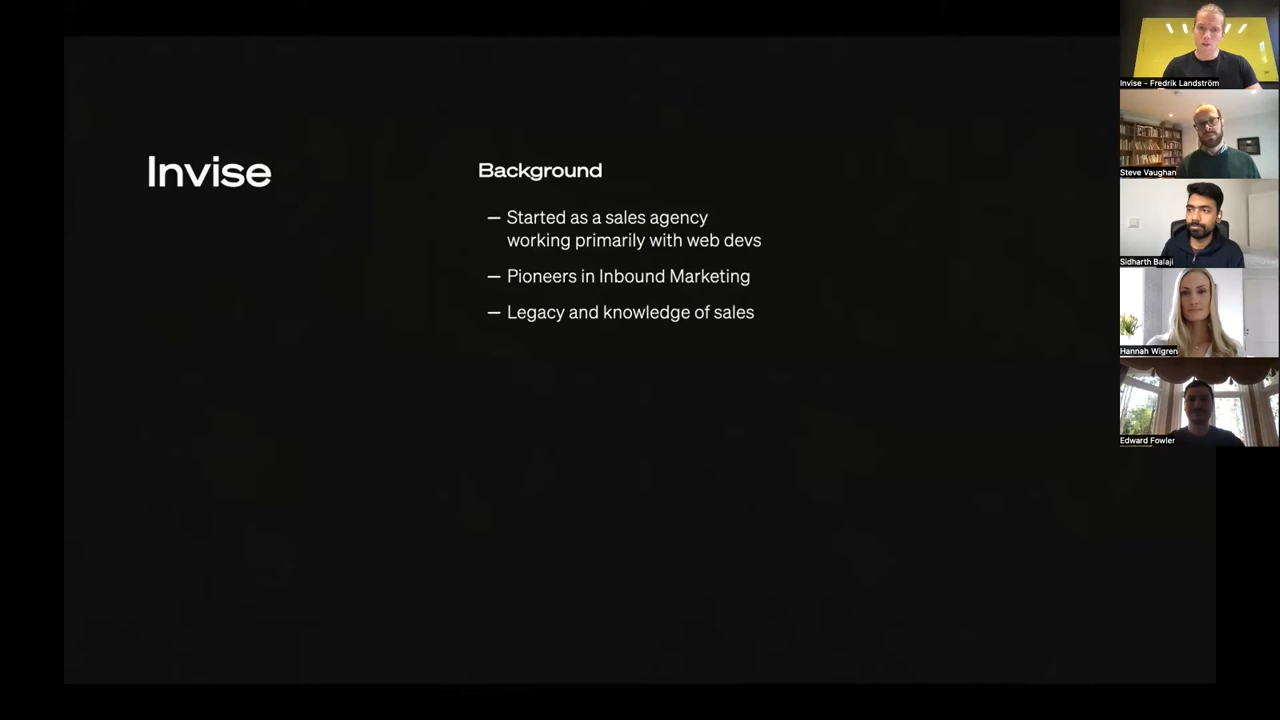 Invise
Background
— Started as a sales agency
working primarily with web devs
— Pioneers in Inbound Marketing
— Legacy and knowledge of sales
Invise - Fredrik Landström
Steve Vaughan
Sidharth Balaji
Hannah Wigren
Edward Fowler